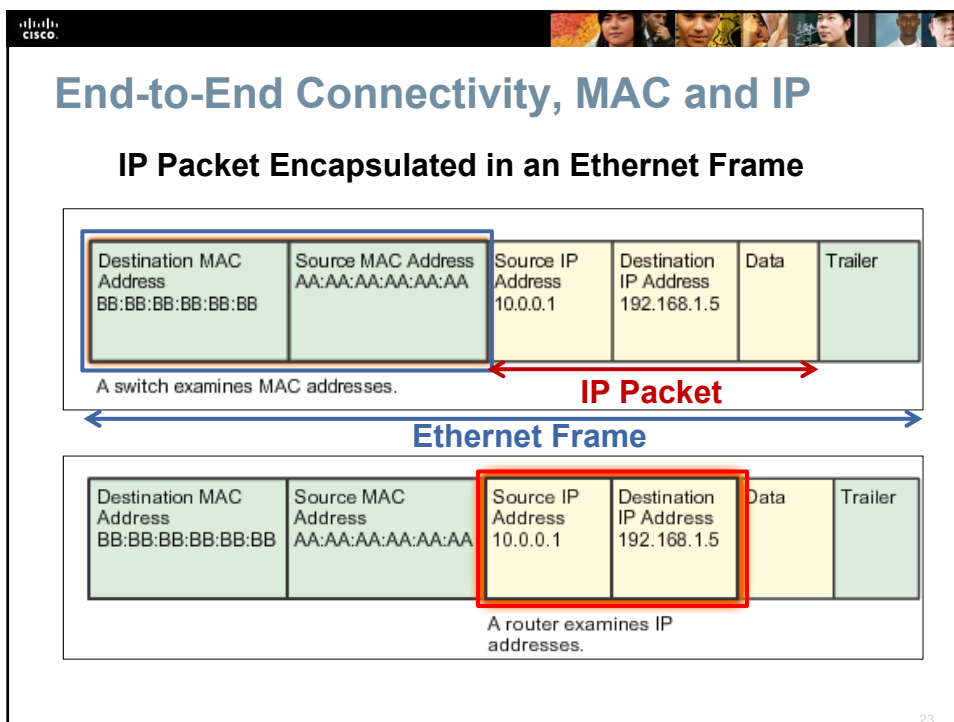 CISCO.
End-to-End Connectivity, MAC and IP
IP Packet Encapsulated in an Ethernet Frame
Destination MAC
Address
BB:BB:BB:BB:BB:BB
Source MAC Address
AA:AA:AA:AA:AA:AA
Source IP
Address
10.0.0.1
Destination
IP Address
192.168.1.5
Data
Trailer
A switch examines MAC addresses.
IP Packet
Ethernet Frame
Destination MAC
Address
BB:BB:BB:BB:BB:BB
Source MAC
Address
AA:AA:AA:AA:AA:AA
Source IP
Address
10.0.0.1
Destination
IP Address
192.168.1.5
Data
Trailer
A router examines IP
addresses.
23